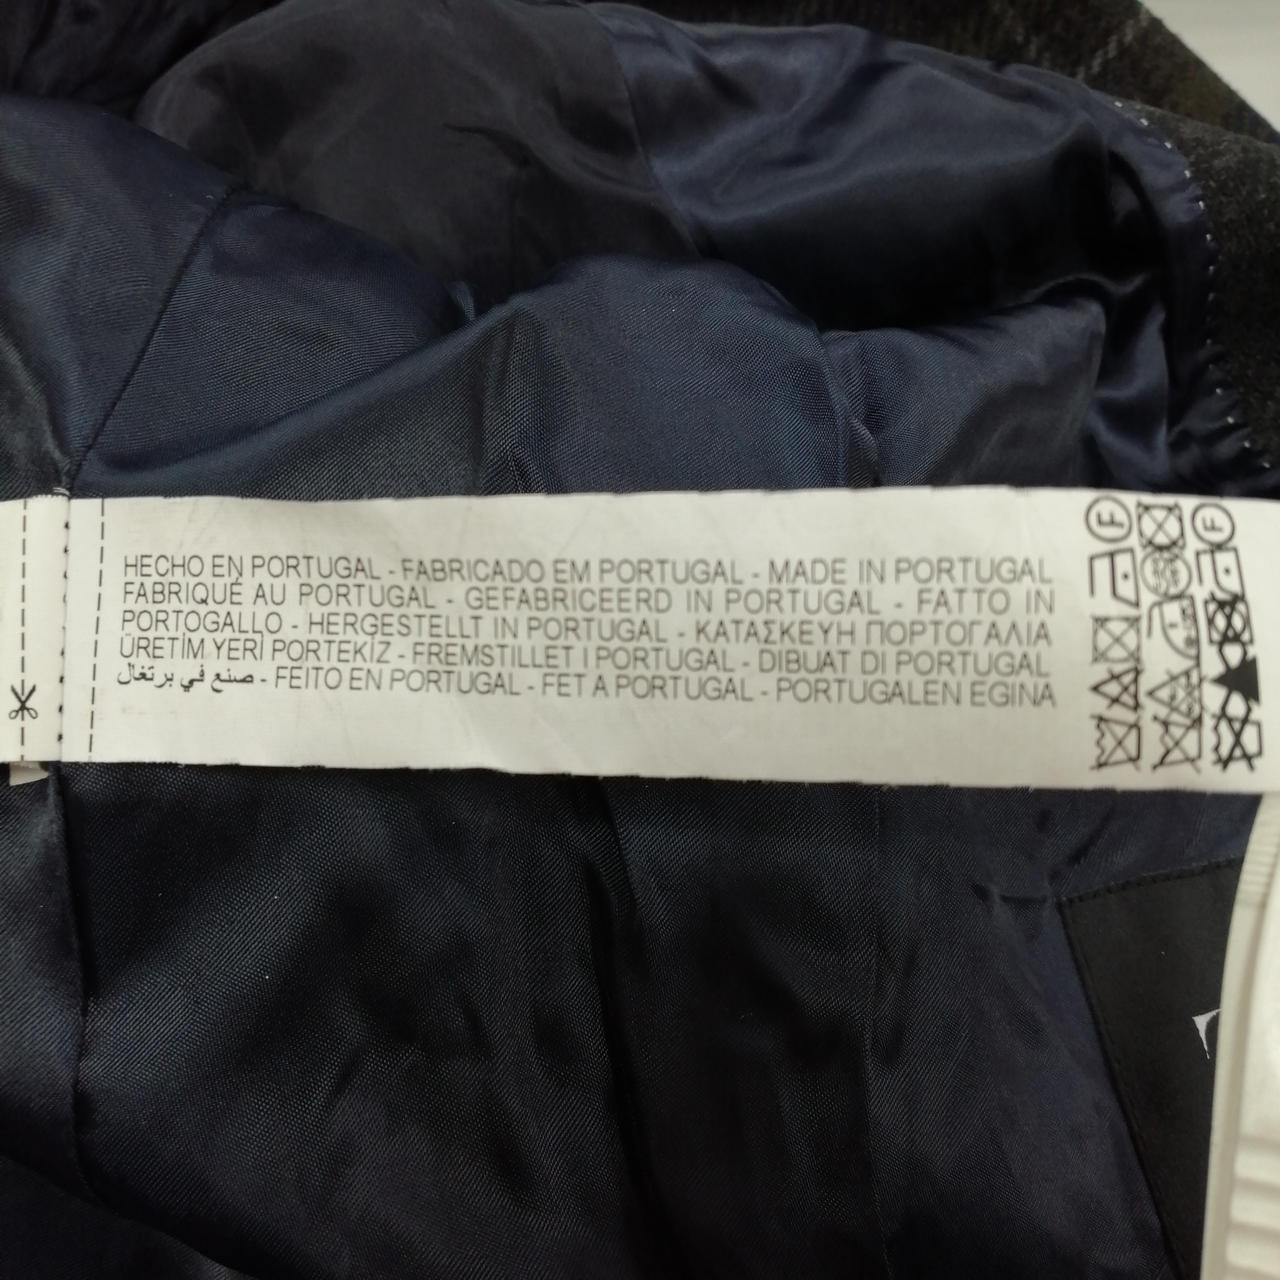 HECHO EN PORTUGAL - FABRICADO EM PORTUGAL - MADE IN PORTUGAL
FABRIQUÉ AU PORTUGAL - GEFABRICEERD IN PORTUGAL - FATTO IN
PORTOGALLO - HERGESTELLT IN PORTUGAL - ΚΑΤΑΣΚΕΥΗ ΠΟΡΤΟΓΑΛΙΑ
ÜRETİM YERİ PORTEKİZ - FREMSTILLET I PORTUGAL - DIBUAT DI PORTUGAL
صنع في برتغال - FEITO EN PORTUGAL - FET A PORTUGAL - PORTUGALEN EGINA
F
F